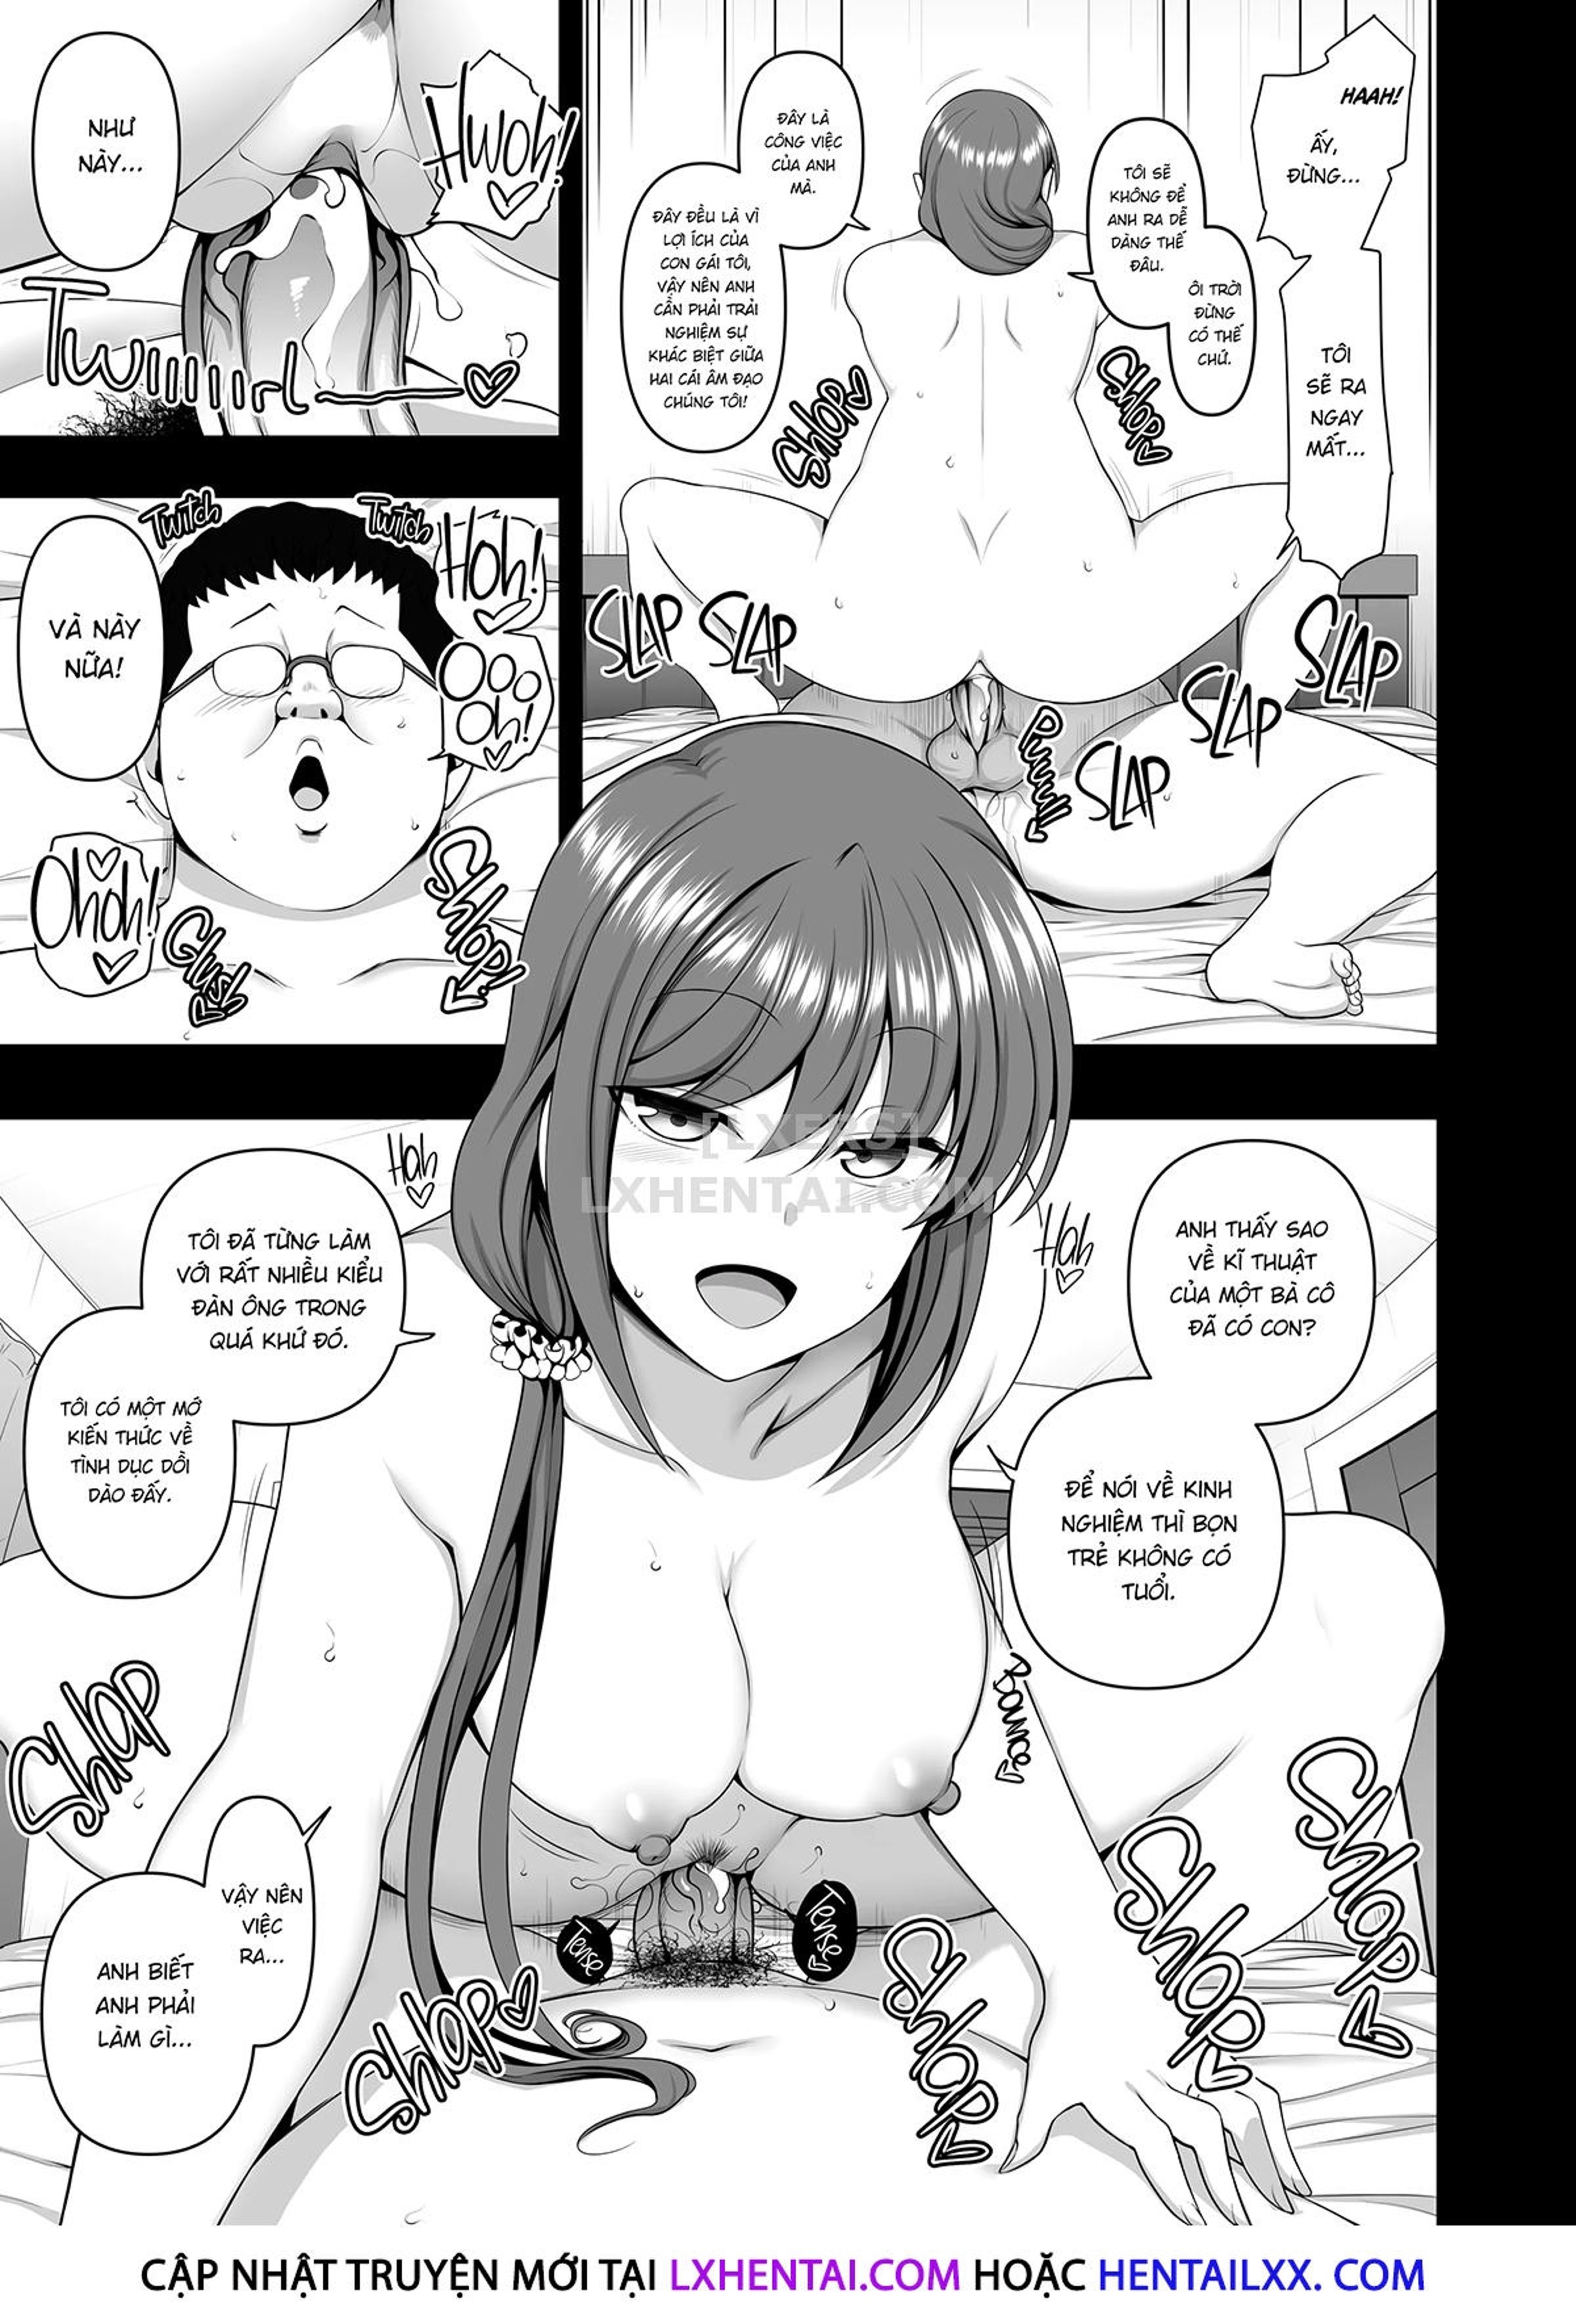 HAAH!
ẤY,
ĐỪNG...
TÔI
SẼ RA
NGAY
MẤT...
TÔI SẼ
KHÔNG ĐỂ
ANH RA DỄ
DÀNG THẾ
ĐÂU.
ÔI TRỜI
ĐỪNG
CÓ THẾ
CHỨ.
ĐÂY LÀ
CÔNG VIỆC
CỦA ANH
MÀ.
ĐÂY ĐỀU LÀ VÌ
LỢI ÍCH CỦA
CON GÁI TÔI,
VẬY NÊN ANH
CẦN PHẢI TRẢI
NGHIỆM SỰ
KHÁC BIỆT GIỮA
HAI CÁI ÂM ĐẠO
CHÚNG TÔI!
SHLOP
SHLOP
SLAP
SLAP
SLAP
SLAP
SLAP
HWOH!
NHƯ
NÀY...
TWIIIIIIRL
TWITCH
TWITCH
HOH!
OOO
OH!
VÀ NÀY
NỮA!
OHOH!
GLUSH
SHLOP!
HAH
HAH
ANH THẤY SAO
VỀ KĨ THUẬT
CỦA MỘT BÀ CÔ
ĐÃ CÓ CON?
ĐỂ NÓI VỀ KINH
NGHIỆM THÌ BỌN
TRẺ KHÔNG CÓ
TUỔI.
TÔI ĐÃ TỪNG LÀM
VỚI RẤT NHIỀU KIỂU
ĐÀN ÔNG TRONG
QUÁ KHỨ ĐÓ.
TÔI CÓ MỘT MỚ
KIẾN THỨC VỀ
TÌNH DỤC DỒI
DÀO ĐẤY.
BOUNCE
SHLOP
SHLOP
SHLOP
SHLOP
SHLOP
TENSE
TENSE
VẬY NÊN
VIỆC
RA...
ANH BIẾT
ANH PHẢI
LÀM GÌ...
[LXERS]
LXHENTAI.COM
CẬP NHẬT TRUYỆN MỚI TẠI LXHENTAI.COM HOẶC HENTAILXX. COM